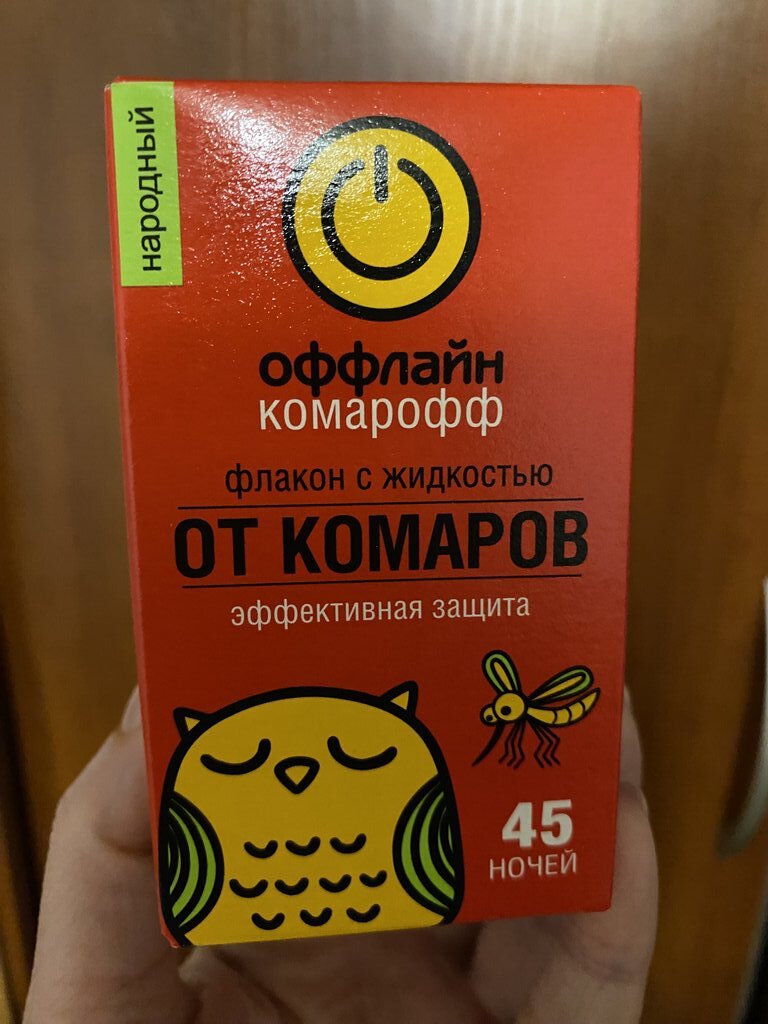 народный
оффлайн
комарофф
флакон с жидкостью
ОТ КОМАРОВ
эффективная защита
45
НОЧЕЙ